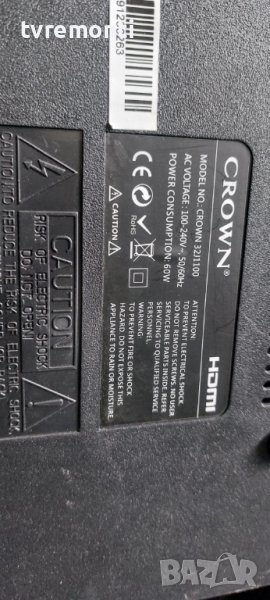 tvremont
91253263
CROWN®
MODEL NO.: CROWN 32J1100
AC VOLTAGE : 100-240V~, 50/60Hz
POWER CONSUMPTION: 60W
CE
RoHS
CAUTION
HDMI
ATTENTION:
TO PREVENT ELECTRICAL SHOCK,
DO NOT REMOVE SCREWS. NO USER
SERVICEABLE PARTS INSIDE. REFER
SERVICING TO QUALIFIED SERVICE
PERSONNEL.
WARNING:
TO PREVENT FIRE OR SHOCK
HAZARD, DO NOT EXPOSE THIS
APPLIANCE TO RAIN OR MOISTURE.
CAUTION
RISK OF ELECTRIC SHOCK
DO NOT OPEN
CAUTION:TO REDUCE THE RISK OF ELECTRIC SHOCK,
BAZAR